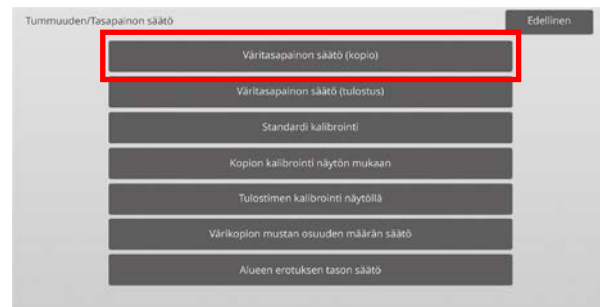 Tummuuden/Tasapainon säätö
Edellinen
Väritasapainon säätö (kopio)
Väritasapainon säätö (tulostus)
Standardi kalibrointi
Kopion kalibrointi näytön mukaan
Tulostimen kalibrointi näytöllä
Värikopion mustan osuuden määrän säätö
Alueen erotuksen tason säätö